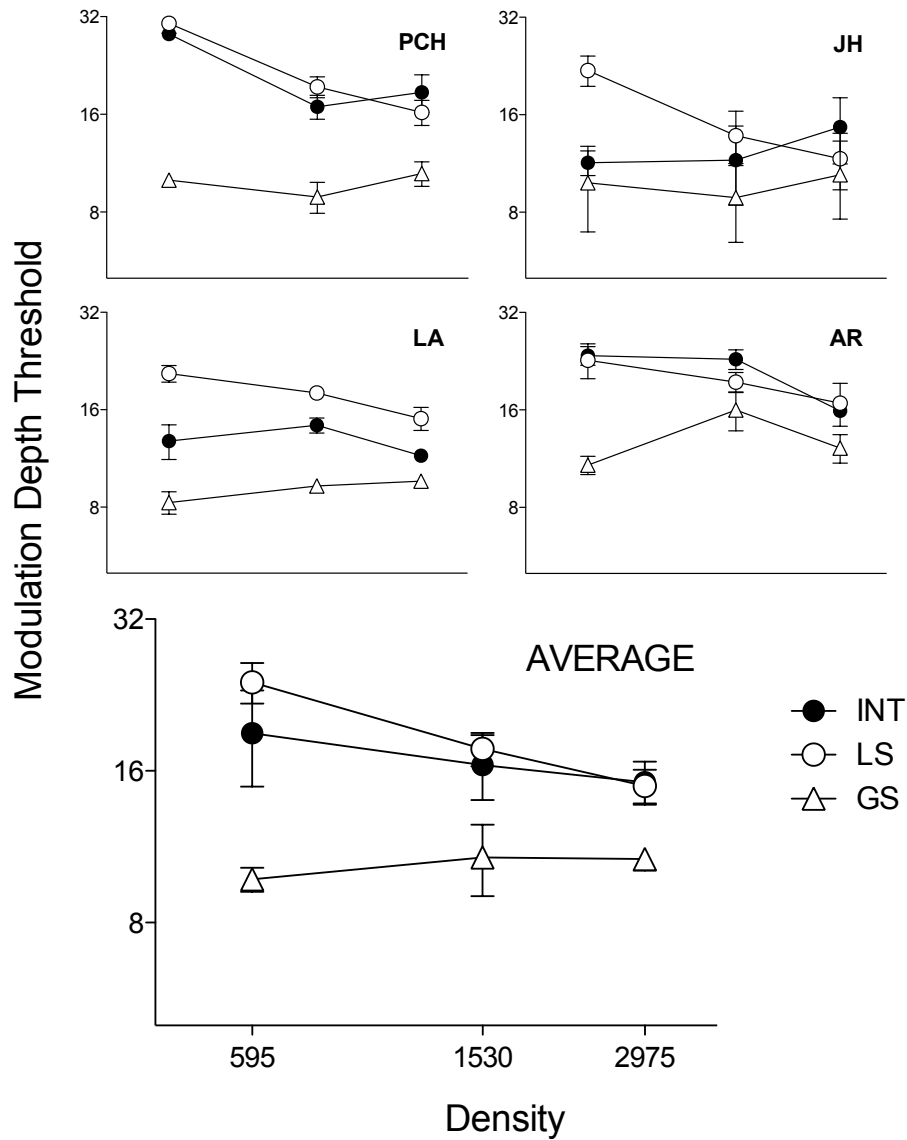 32
16
8
PCH
32
16
8
JH
Modulation Depth Threshold
32
16
8
LA
32
16
8
AR
32
16
8
AVERAGE
INT
LS
GS
595 1530 2975
Density